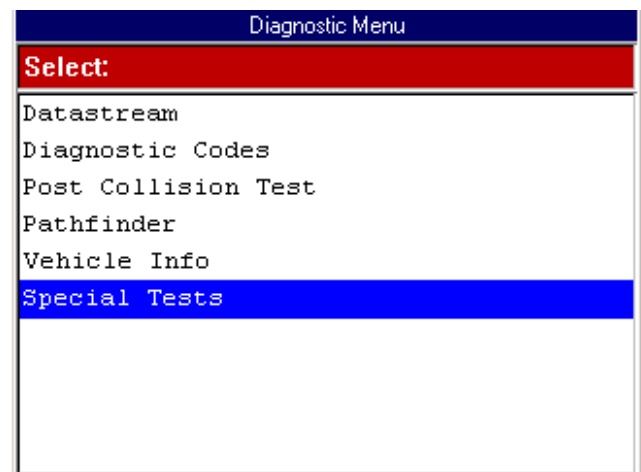 Diagnostic Menu
Select:
Datastream
Diagnostic Codes
Post Collision Test
Pathfinder
Vehicle Info
Special Tests